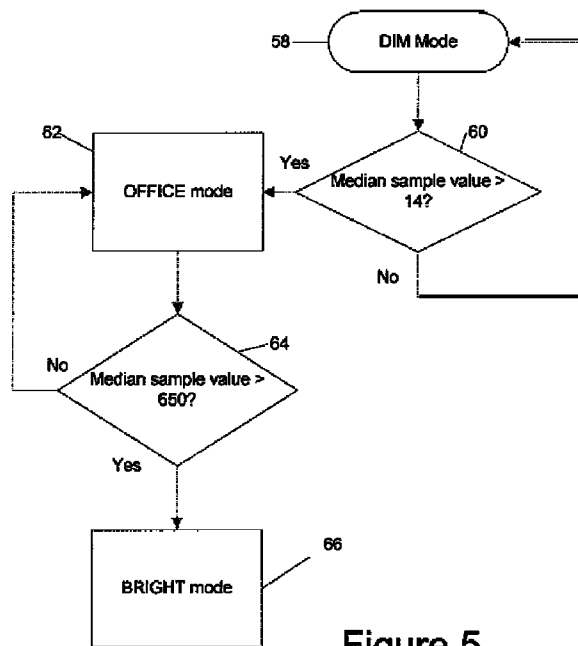 58
DIM Mode
62
60
Yes
Median sample value >
14?
OFFICE mode
No
64
No
Median sample value >
650?
Yes
66
BRIGHT mode
Figure 5